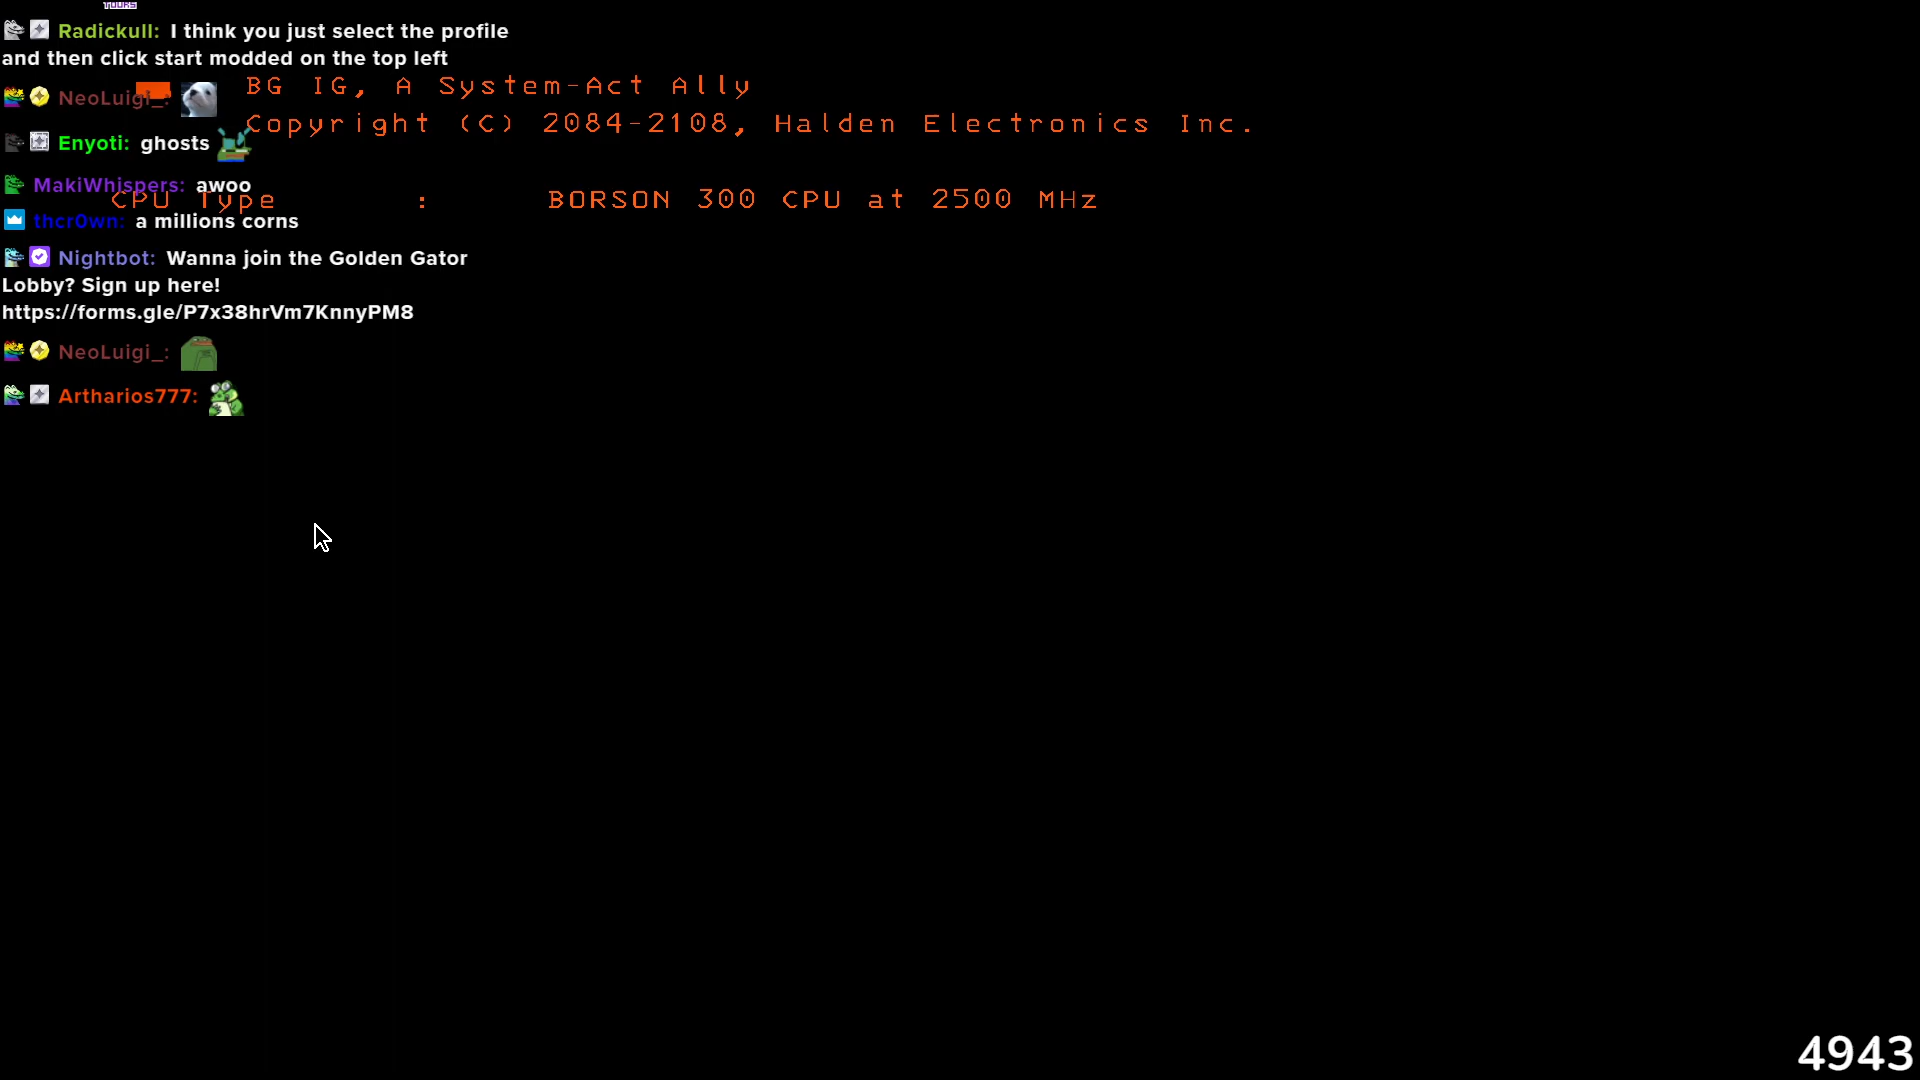 TOURS
Radickull: I think you just select the profile
and then click start modded on the top left
BG IG, A System-Act Ally
NeoLuigi_:
Copyright (C) 2084-2108, Halden Electronics Inc.
Enyoti: ghosts
MakiWhispers: awoo
CPU Type : BORSON 300 CPU at 2500 MHz
thcr0wn: a millions corns
Nightbot: Wanna join the Golden Gator
Lobby? Sign up here!
https://forms.gle/P7x38hrVm7KnnyPM8
NeoLuigi_:
Artharios777:
4943